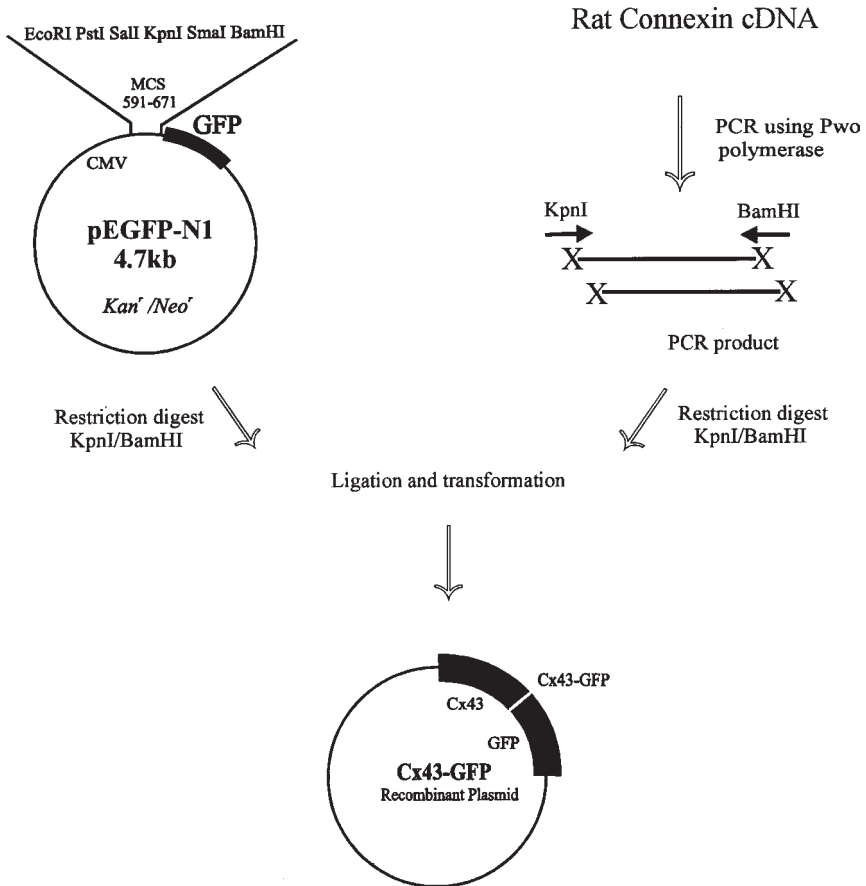 EcoRI PstI SalI KpnI SmaI BamHI
MCS
591-671
GFP
CMV
pEGFP-N1
4.7kb
Kanʳ /Neoʳ
Rat Connexin cDNA
PCR using Pwo
polymerase
KpnI
BamHI
X X
X X
PCR product
Restriction digest
KpnI/BamHI
Restriction digest
KpnI/BamHI
Ligation and transformation
Cx43-GFP
Cx43
GFP
Cx43-GFP
Recombinant Plasmid